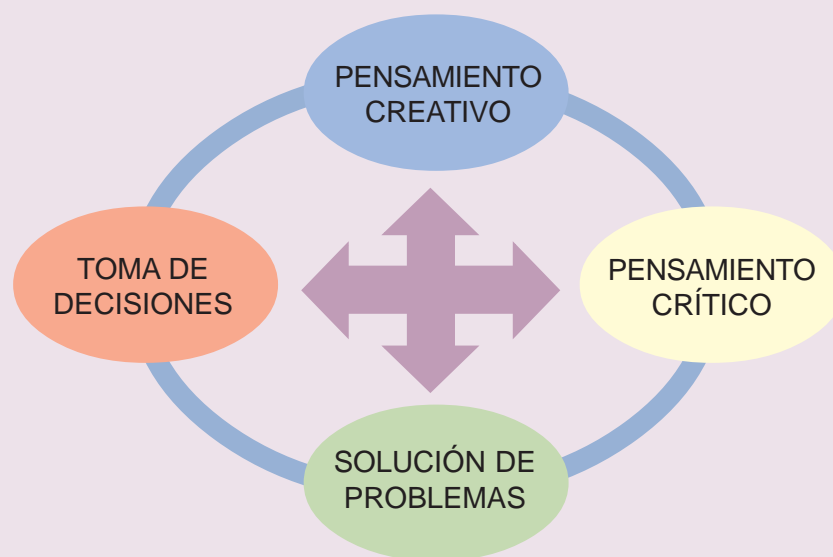 PENSAMIENTO
CREATIVO
TOMA DE
DECISIONES
PENSAMIENTO
CRÍTICO
SOLUCIÓN DE
PROBLEMAS